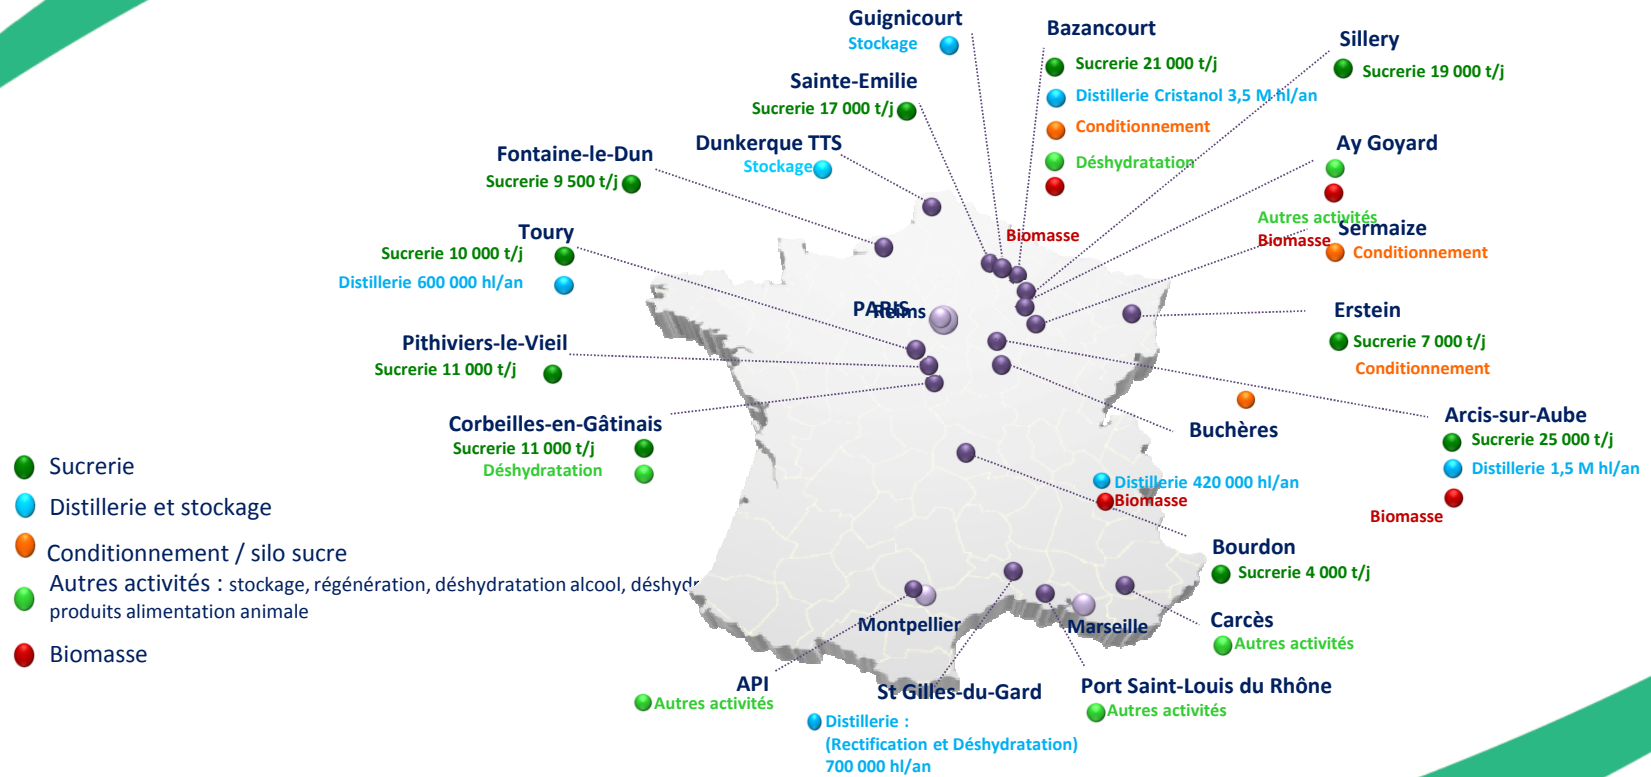 Guignicourt
Stockage
Bazancourt
Sucrerie 21 000 t/j
Distillerie Cristanol 3,5 M hl/an
Conditionnement
Déshydratation
Biomasse
Sillery
Sucrerie 19 000 t/j
Sainte-Emilie
Sucrerie 17 000 t/j
Dunkerque TTS
Stockage
Ay Goyard
Autres activités
Biomasse
Fontaine-le-Dun
Sucrerie 9 500 t/j
Sermaize
Conditionnement
Toury
Sucrerie 10 000 t/j
Distillerie 600 000 hl/an
PARIS
Reims
Erstein
Sucrerie 7 000 t/j
Conditionnement
Pithiviers-le-Vieil
Sucrerie 11 000 t/j
Corbeilles-en-Gâtinais
Sucrerie 11 000 t/j
Déshydratation
Buchères
Distillerie 420 000 hl/an
Biomasse
Arcis-sur-Aube
Sucrerie 25 000 t/j
Distillerie 1,5 M hl/an
Biomasse
Bourdon
Sucrerie 4 000 t/j
Carcès
Autres activités
Montpellier
Marseille
API
Autres activités
St Gilles-du-Gard
Distillerie :
(Rectification et Déshydratation)
700 000 hl/an
Port Saint-Louis du Rhône
Autres activités
Sucrerie
Distillerie et stockage
Conditionnement / silo sucre
Autres activités : stockage, régénération, déshydratation alcool, déshydr
produits alimentation animale
Biomasse